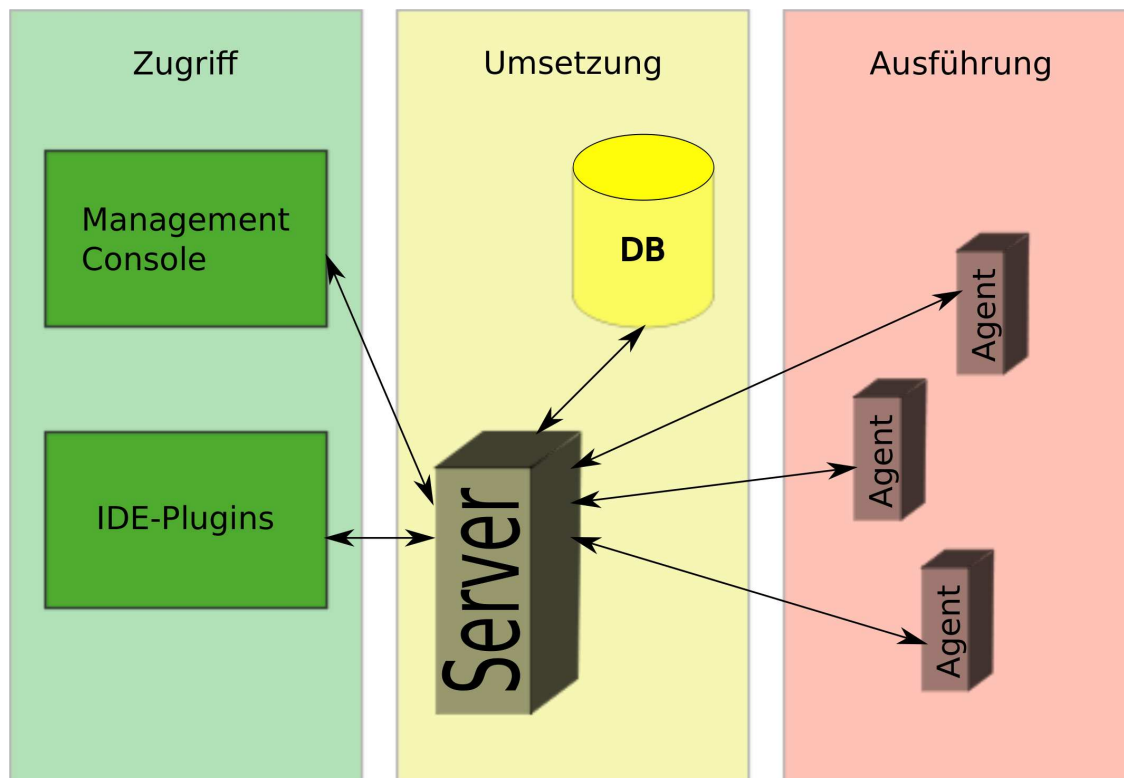 Zugriff
Management
Console
IDE-Plugins
Umsetzung
DB
Server
Ausführung
Agent
Agent
Agent